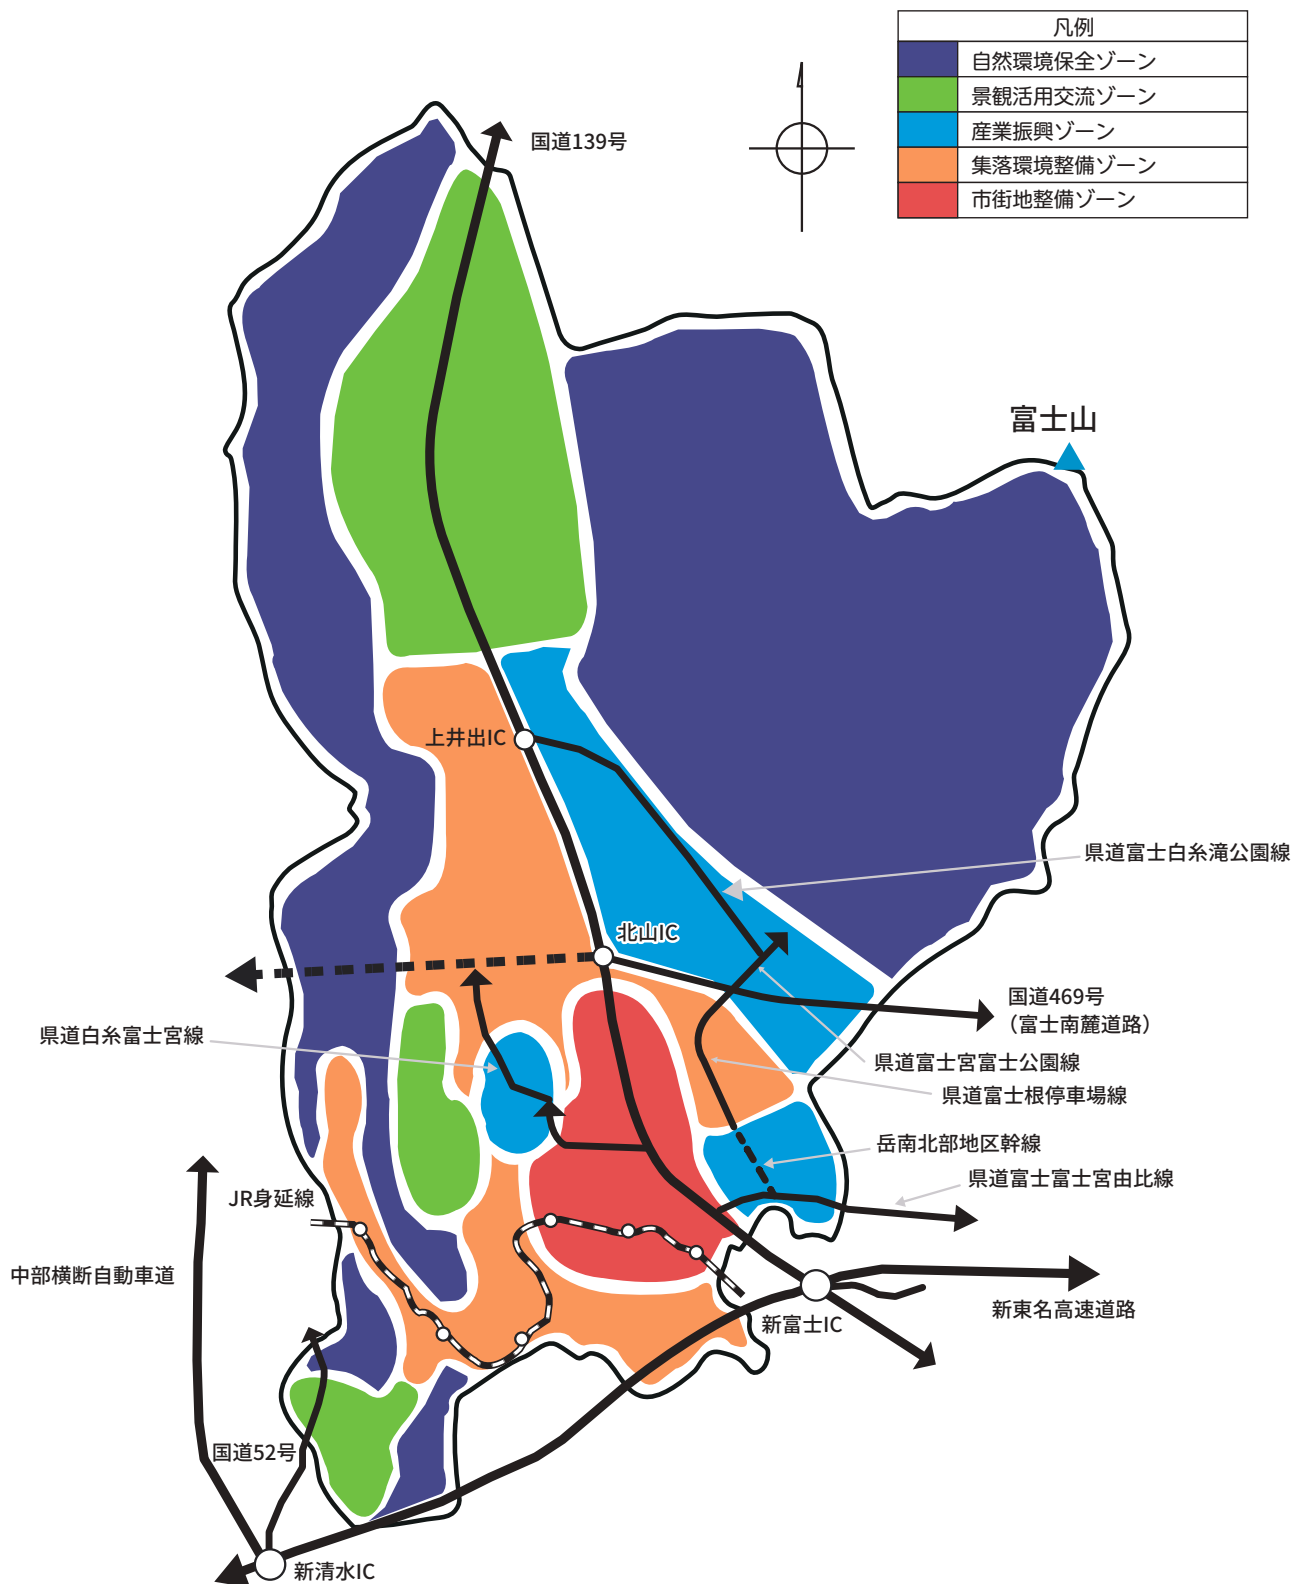 凡例
自然環境保全ゾーン
景観活用交流ゾーン
産業振興ゾーン
集落環境整備ゾーン
市街地整備ゾーン
国道139号
富士山
上井出IC
県道富士白糸滝公園線
北山IC
国道469号
（富士南麓道路）
県道白糸富士宮線
県道富士宮富士公園線
県道富士根停車場線
岳南北部地区幹線
県道富士富士宮由比線
JR身延線
中部横断自動車道
新東名高速道路
新富士IC
国道52号
新清水IC